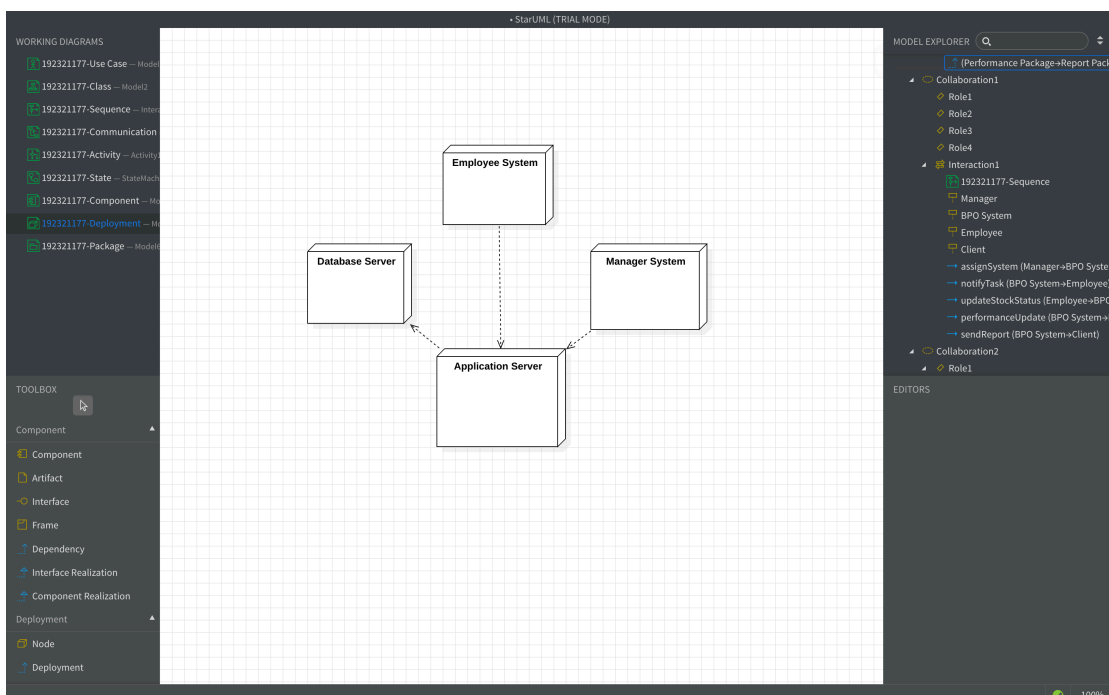 • StarUML (TRIAL MODE)
WORKING DIAGRAMS
192321177-Use Case — Model
192321177-Class — Model2
192321177-Sequence — Intera
192321177-Communication
192321177-Activity — Activity1
192321177-State — StateMach
192321177-Component — Mo
192321177-Deployment — Mo
192321177-Package — Model6
TOOLBOX
Component
Component
Artifact
Interface
Frame
Dependency
Interface Realization
Component Realization
Deployment
Node
Deployment
Employee System
Database Server
Manager System
Application Server
MODEL EXPLORER
(Performance Package→Report Pack
Collaboration1
Role1
Role2
Role3
Role4
Interaction1
192321177-Sequence
Manager
BPO System
Employee
Client
assignSystem (Manager→BPO Syste
notifyTask (BPO System→Employee)
updateStockStatus (Employee→BPO
performanceUpdate (BPO System→
sendReport (BPO System→Client)
Collaboration2
Role1
EDITORS
100%